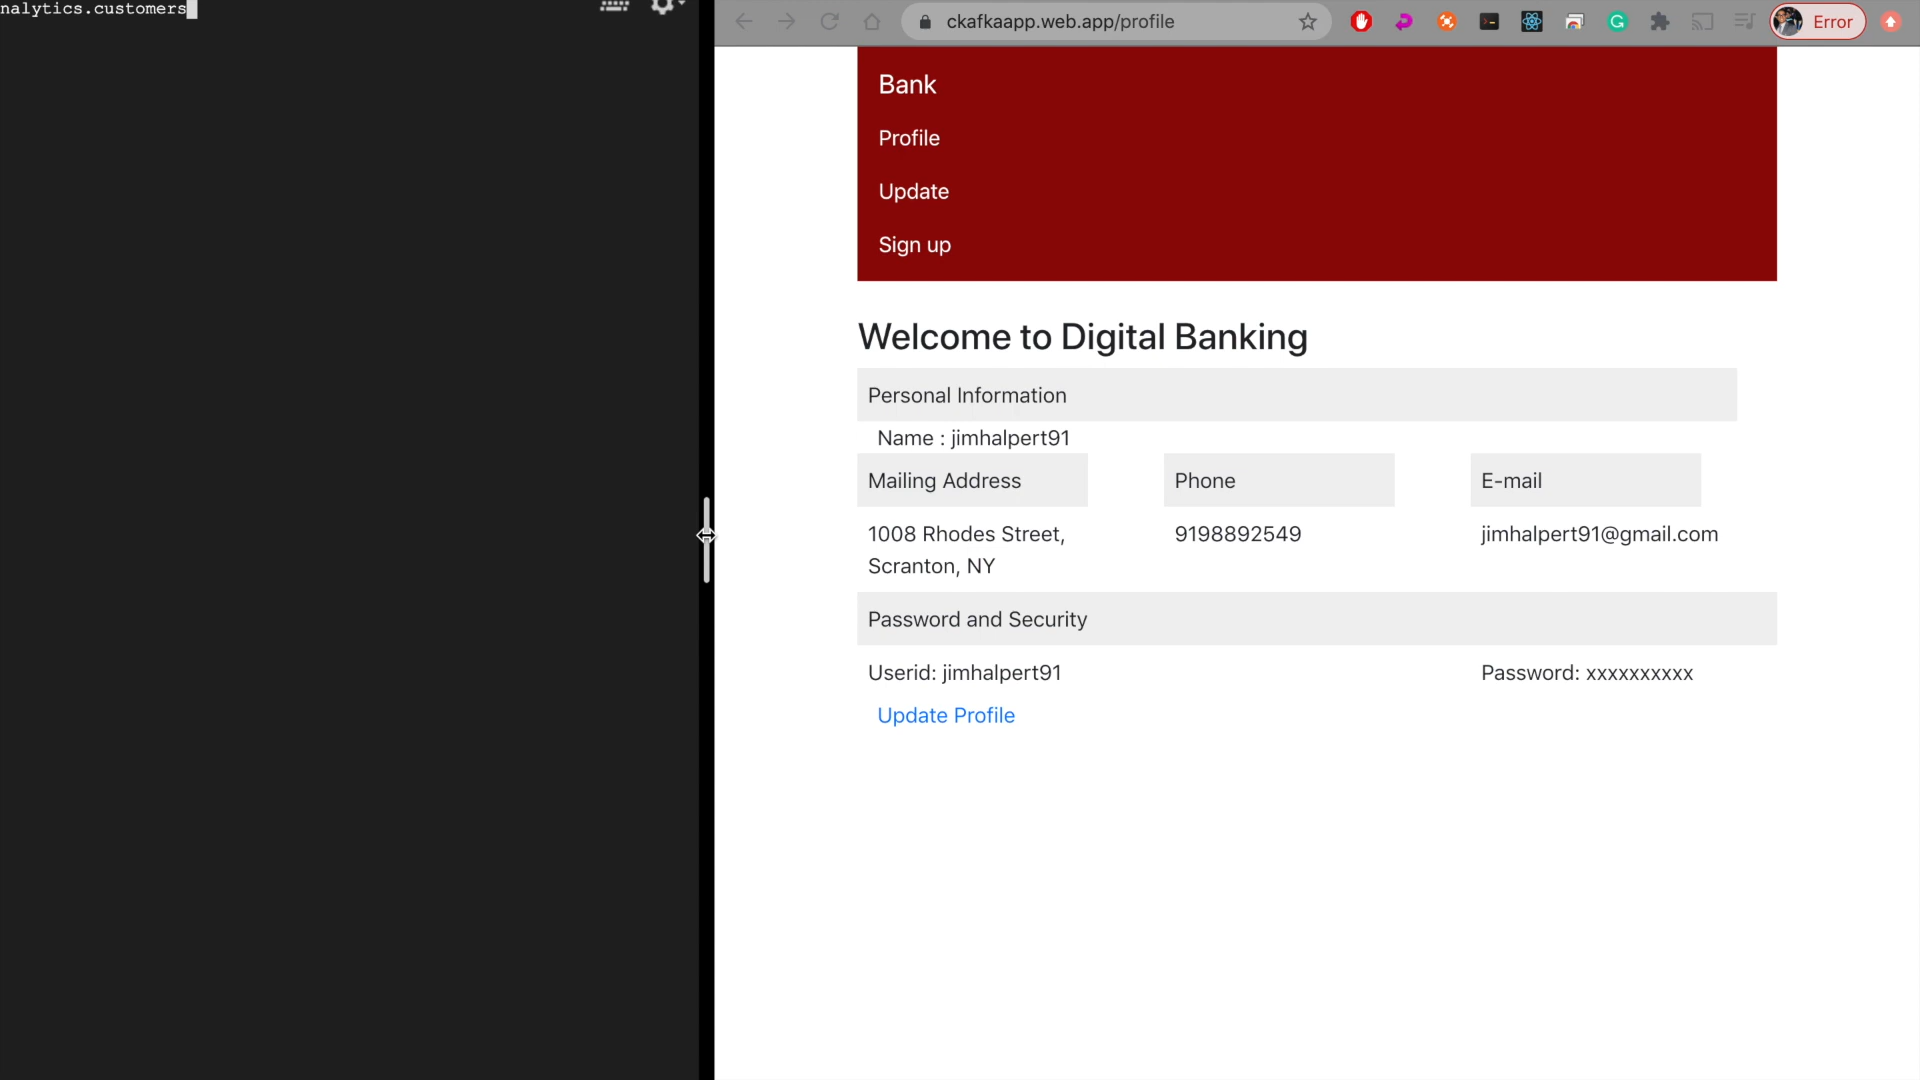 nalytics.customers
ckafkaapp.web.app/profile
Error
Bank
Profile
Update
Sign up
Welcome to Digital Banking
Personal Information
Name : jimhalpert91
Mailing Address
Phone
E-mail
1008 Rhodes Street,
Scranton, NY
9198892549
jimhalpert91@gmail.com
Password and Security
Userid: jimhalpert91
Password: xxxxxxxxxx
Update Profile